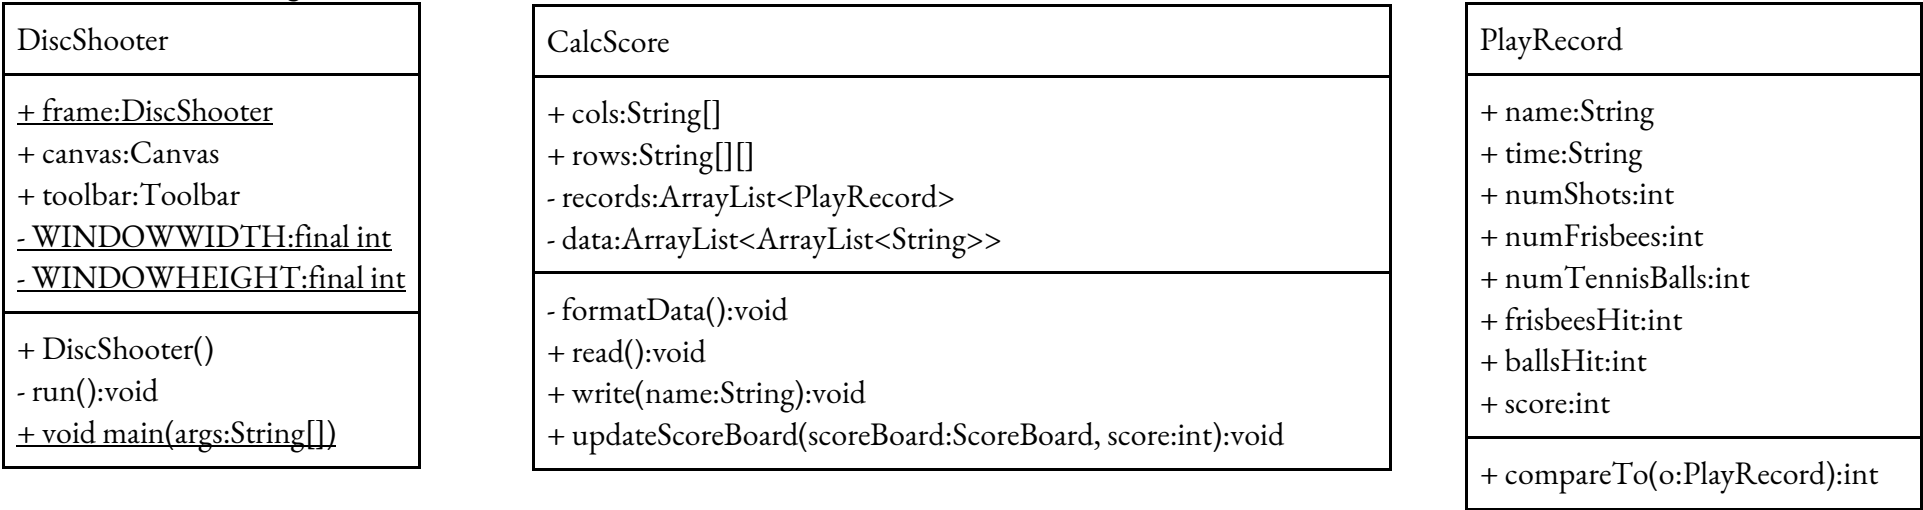 DiscShooter
+ frame:DiscShooter
+ canvas:Canvas
+ toolbar:Toolbar
- WINDOWWIDTH:final int
- WINDOWHEIGHT:final int
+ DiscShooter()
- run():void
+ void main(args:String[])
CalcScore
+ cols:String[]
+ rows:String[][]
- records:ArrayList<PlayRecord>
- data:ArrayList<ArrayList<String>>
- formatData():void
+ read():void
+ write(name:String):void
+ updateScoreBoard(scoreBoard:ScoreBoard, score:int):void
PlayRecord
+ name:String
+ time:String
+ numShots:int
+ numFrisbees:int
+ numTennisBalls:int
+ frisbeesHit:int
+ ballsHit:int
+ score:int
+ compareTo(o:PlayRecord):int